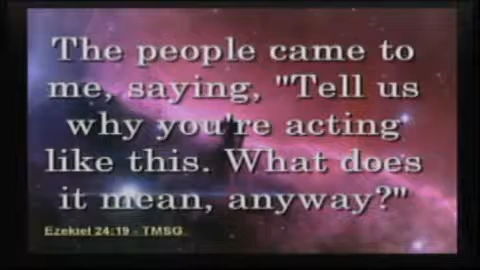 The people came to
me, saying, "Tell us
why you're acting
like this. What does
it mean, anyway?"
Ezekiel 24:19 - TMSG